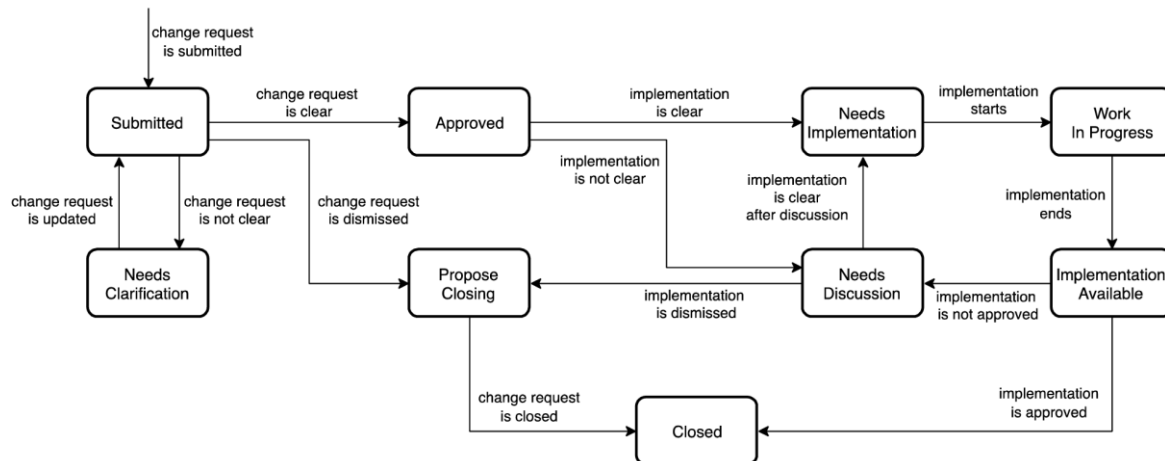 change request
is submitted
Submitted
change request
is clear
Approved
implementation
is clear
Needs
Implementation
implementation
starts
Work
In Progress
change request
is updated
change request
is not clear
change request
is dismissed
implementation
is not clear
implementation
is clear
after discussion
implementation
ends
Needs
Clarification
Propose
Closing
implementation
is dismissed
Needs
Discussion
implementation
is not approved
Implementation
Available
change request
is closed
Closed
implementation
is approved